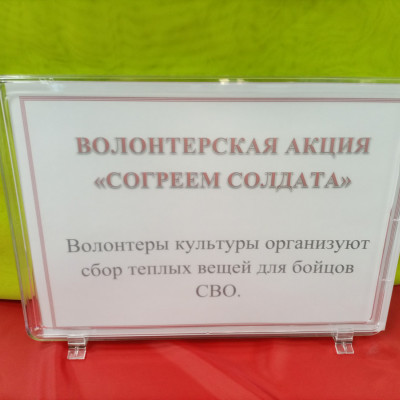 ВОЛОНТЕРСКАЯ АКЦИЯ
«СОГРЕЕМ СОЛДАТА»
Волонтеры культуры организуют
сбор теплых вещей для бойцов
СВО.